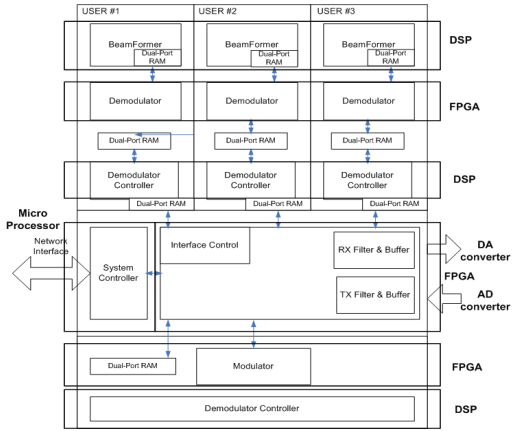 USER #1 USER #2 USER #3
BeamFormer BeamFormer BeamFormer DSP
Dual-Port RAM Dual-Port RAM Dual-Port RAM
Demodulator Demodulator Demodulator FPGA
Dual-Port RAM Dual-Port RAM Dual-Port RAM
Demodulator Controller Demodulator Controller Demodulator Controller DSP
Dual-Port RAM Dual-Port RAM Dual-Port RAM
Micro Processor
Network Interface
System Controller
Interface Control
RX Filter & Buffer
DA converter
FPGA
TX Filter & Buffer
AD converter
Dual-Port RAM
Modulator
FPGA
Demodulator Controller
DSP